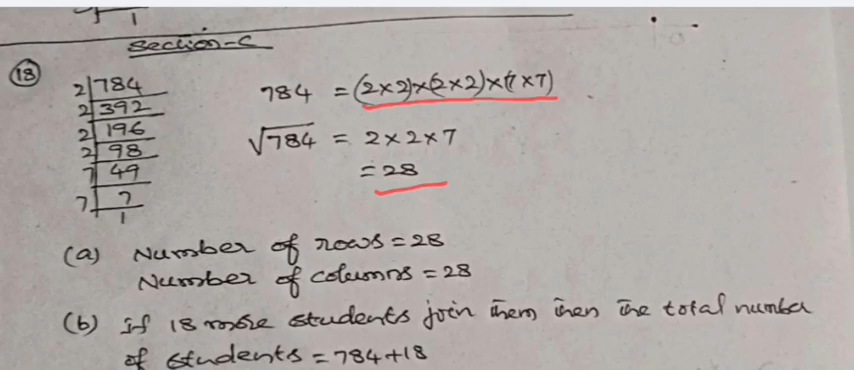 1
Section-C
18
2 | 784
2 | 392
2 | 196
2 | 98
7 | 49
7 | 7
1
784 = (2×2)×(2×2)×(7×7)
√784 = 2×2×7
= 28
(a) Number of rows = 28
Number of columns = 28
(b) If 18 more students join them then the total number
of students = 784+18